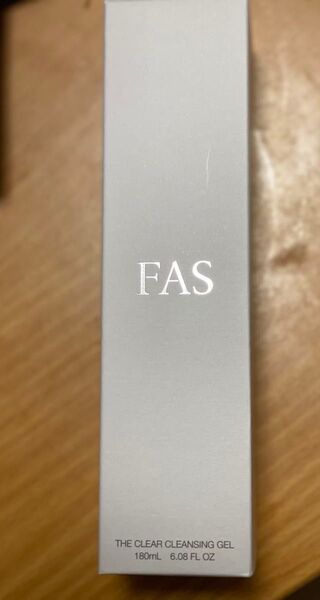 FAS
THE CLEAR CLEANSING GEL
180mL 6.08 FL OZ